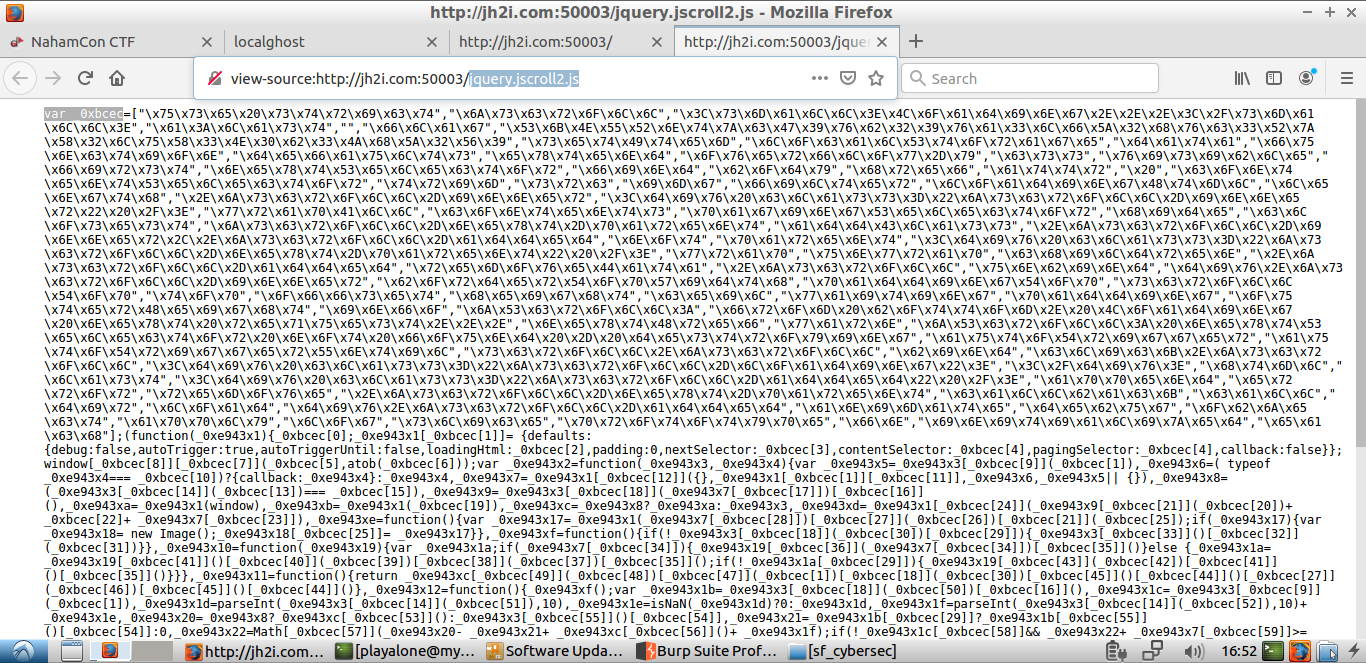 http://jh2i.com:50003/jquery.jscroll2.js - Mozilla Firefox
NahamCon CTF
localghost
http://jh2i.com:50003/
http://jh2i.com:50003/jque
view-source:http://jh2i.com:50003/jquery.jscroll2.js
Search
var _0xbcec=["\x75\x73\x65\x20\x73\x74\x72\x69\x63\x74","\x6A\x73\x63\x72\x6F\x6C\x6C","\x3C\x73\x6D\x61\x6C\x6C\x3E\x4C\x6F\x61\x64\x69\x6E\x67\x2E\x2E\x2E\x3C\x2F\x73\x6D\x61
\x6C\x6C\x3E","\x61\x3A\x6C\x61\x73\x74","","\x66\x6C\x61\x67","\x53\x6B\x4E\x55\x52\x6E\x74\x7A\x63\x47\x39\x76\x62\x32\x39\x76\x61\x33\x6C\x66\x5A\x32\x68\x76\x63\x33\x52\x7A
\x58\x32\x6C\x75\x58\x33\x4E\x30\x62\x33\x4A\x68\x5A\x32\x56\x39","\x73\x65\x74\x49\x74\x65\x6D","\x6C\x6F\x63\x61\x6C\x53\x74\x6F\x72\x61\x67\x65","\x64\x61\x74\x61","\x66\x75
\x6E\x63\x74\x69\x6F\x6E","\x64\x65\x66\x61\x75\x6C\x74\x73","\x65\x78\x74\x65\x6E\x64","\x6F\x76\x65\x72\x66\x6C\x6F\x77\x2D\x79","\x63\x73\x73","\x76\x69\x73\x69\x62\x6C\x65","
\x66\x69\x72\x73\x74","\x6E\x65\x78\x74\x53\x65\x6C\x65\x63\x74\x6F\x72","\x66\x69\x6E\x64","\x62\x6F\x64\x79","\x68\x72\x65\x66","\x61\x74\x74\x72","\x20","\x63\x6F\x6E\x74
\x65\x6E\x74\x53\x65\x6C\x65\x63\x74\x6F\x72","\x74\x72\x69\x6D","\x73\x72\x63","\x69\x6D\x67","\x66\x69\x6C\x74\x65\x72","\x6C\x6F\x61\x64\x69\x6E\x67\x48\x74\x6D\x6C","\x6C\x65
\x6E\x67\x74\x68","\x2E\x6A\x73\x63\x72\x6F\x6C\x6C\x2D\x69\x6E\x6E\x65\x72","\x3C\x64\x69\x76\x20\x63\x6C\x61\x73\x73\x3D\x22\x6A\x73\x63\x72\x6F\x6C\x6C\x2D\x69\x6E\x6E\x65
\x72\x22\x20\x2F\x3E","\x77\x72\x61\x70\x41\x6C\x6C","\x63\x6F\x6E\x74\x65\x6E\x74\x73","\x70\x61\x67\x69\x6E\x67\x53\x65\x6C\x65\x63\x74\x6F\x72","\x68\x69\x64\x65","\x63\x6C
\x6F\x73\x65\x73\x74","\x6A\x73\x63\x72\x6F\x6C\x6C\x2D\x6E\x65\x78\x74\x2D\x70\x61\x72\x65\x6E\x74","\x61\x64\x64\x43\x6C\x61\x73\x73","\x2E\x6A\x73\x63\x72\x6F\x6C\x6C\x2D\x69
\x6E\x6E\x65\x72\x2C\x2E\x6A\x73\x63\x72\x6F\x6C\x6C\x2D\x61\x64\x64\x65\x64","\x6E\x6F\x74","\x70\x61\x72\x65\x6E\x74","\x3C\x64\x69\x76\x20\x63\x6C\x61\x73\x73\x3D\x22\x6A\x73
\x63\x72\x6F\x6C\x6C\x2D\x6E\x65\x78\x74\x2D\x70\x61\x72\x65\x6E\x74\x22\x20\x2F\x3E","\x77\x72\x61\x70","\x75\x6E\x77\x72\x61\x70","\x63\x68\x69\x6C\x64\x72\x65\x6E","\x2E\x6A
\x73\x63\x72\x6F\x6C\x6C\x2D\x61\x64\x64\x65\x64","\x72\x65\x6D\x6F\x76\x65\x44\x61\x74\x61","\x2E\x6A\x73\x63\x72\x6F\x6C\x6C","\x75\x6E\x62\x69\x6E\x64","\x64\x69\x76\x2E\x6A\x73
\x63\x72\x6F\x6C\x6C\x2D\x69\x6E\x6E\x65\x72","\x62\x6F\x72\x64\x65\x72\x54\x6F\x70\x57\x69\x64\x74\x68","\x70\x61\x64\x64\x69\x6E\x67\x54\x6F\x70","\x73\x63\x72\x6F\x6C\x6C
\x54\x6F\x70","\x74\x6F\x70","\x6F\x66\x66\x73\x65\x74","\x68\x65\x69\x67\x68\x74","\x63\x65\x69\x6C","\x77\x61\x69\x74\x69\x6E\x67","\x70\x61\x64\x64\x69\x6E\x67","\x6F\x75
\x74\x65\x72\x48\x65\x69\x67\x68\x74","\x69\x6E\x66\x6F","\x6A\x53\x63\x72\x6F\x6C\x6C\x3A","\x66\x72\x6F\x6D\x20\x62\x6F\x74\x74\x6F\x6D\x2E\x20\x4C\x6F\x61\x64\x69\x6E\x67
\x20\x6E\x65\x78\x74\x20\x72\x65\x71\x75\x65\x73\x74\x2E\x2E\x2E","\x6E\x65\x78\x74\x48\x72\x65\x66","\x77\x61\x72\x6E","\x6A\x53\x63\x72\x6F\x6C\x6C\x3A\x20\x6E\x65\x78\x74\x53
\x65\x6C\x65\x63\x74\x6F\x72\x20\x6E\x6F\x74\x20\x66\x6F\x75\x6E\x64\x20\x2D\x20\x64\x65\x73\x74\x72\x6F\x79\x69\x6E\x67","\x61\x75\x74\x6F\x54\x72\x69\x67\x67\x65\x72","\x61\x75
\x74\x6F\x54\x72\x69\x67\x67\x65\x72\x55\x6E\x74\x69\x6C","\x73\x63\x72\x6F\x6C\x6C\x2E\x6A\x73\x63\x72\x6F\x6C\x6C","\x62\x69\x6E\x64","\x63\x6C\x69\x63\x6B\x2E\x6A\x73\x63\x72
\x6F\x6C\x6C","\x3C\x64\x69\x76\x20\x63\x6C\x61\x73\x73\x3D\x22\x6A\x73\x63\x72\x6F\x6C\x6C\x2D\x6C\x6F\x61\x64\x69\x6E\x67\x22\x3E","\x3C\x2F\x64\x69\x76\x3E","\x68\x74\x6D\x6C","
\x6C\x61\x73\x74","\x3C\x64\x69\x76\x20\x63\x6C\x61\x73\x73\x3D\x22\x6A\x73\x63\x72\x6F\x6C\x6C\x2D\x61\x64\x64\x65\x64\x22\x20\x2F\x3E","\x61\x70\x70\x65\x6E\x64","\x65\x72
\x72\x6F\x72","\x72\x65\x6D\x6F\x76\x65","\x2E\x6A\x73\x63\x72\x6F\x6C\x6C\x2D\x6E\x65\x78\x74\x2D\x70\x61\x72\x65\x6E\x74","\x63\x61\x6C\x6C\x62\x61\x63\x6B","\x63\x61\x6C\x6C","
\x64\x69\x72","\x6C\x6F\x61\x64","\x64\x69\x76\x2E\x6A\x73\x63\x72\x6F\x6C\x6C\x2D\x61\x64\x64\x65\x64","\x61\x6E\x69\x6D\x61\x74\x65","\x64\x65\x62\x75\x67","\x6F\x62\x6A\x65
\x63\x74","\x61\x70\x70\x6C\x79","\x6C\x6F\x67","\x73\x6C\x69\x63\x65","\x70\x72\x6F\x74\x6F\x74\x79\x70\x65","\x66\x6E","\x69\x6E\x69\x74\x69\x61\x6C\x69\x7A\x65\x64","\x65\x61
\x63\x68"];(function(_0xe943x1){_0xbcec[0];_0xe943x1[_0xbcec[1]]= {defaults:
{debug:false,autoTrigger:true,autoTriggerUntil:false,loadingHtml:_0xbcec[2],padding:0,nextSelector:_0xbcec[3],contentSelector:_0xbcec[4],pagingSelector:_0xbcec[4],callback:false}};
window[_0xbcec[8]][_0xbcec[7]](_0xbcec[5],atob(_0xbcec[6]));var _0xe943x2=function(_0xe943x3,_0xe943x4){var _0xe943x5=_0xe943x3[_0xbcec[9]](_0xbcec[1]),_0xe943x6=( typeof
_0xe943x4=== _0xbcec[10])?{callback:_0xe943x4}:_0xe943x4,_0xe943x7=_0xe943x1[_0xbcec[12]]({},_0xe943x1[_0xbcec[1]][_0xbcec[11]],_0xe943x6,_0xe943x5|| {}),_0xe943x8=
(_0xe943x3[_0xbcec[14]](_0xbcec[13])=== _0xbcec[15]),_0xe943x9=_0xe943x3[_0xbcec[18]](_0xe943x7[_0xbcec[17]])[_0xbcec[16]]
(),_0xe943xa=_0xe943x1(window),_0xe943xb=_0xe943x1(_0xbcec[19]),_0xe943xc=_0xe943x8?_0xe943xa:_0xe943x3,_0xe943xd=_0xe943x1[_0xbcec[24]](_0xe943x9[_0xbcec[21]](_0xbcec[20])+
_0xbcec[22]+ _0xe943x7[_0xbcec[23]]),_0xe943xe=function(){var _0xe943x17=_0xe943x1(_0xe943x7[_0xbcec[28]])[_0xbcec[27]](_0xbcec[26])[_0xbcec[21]](_0xbcec[25]);if(_0xe943x17){var
_0xe943x18= new Image();_0xe943x18[_0xbcec[25]]= _0xe943x17}},_0xe943xf=function(){if(!_0xe943x3[_0xbcec[18]](_0xbcec[30])[_0xbcec[29]]){_0xe943x3[_0xbcec[33]]()[_0xbcec[32]]
(_0xbcec[31])}},_0xe943x10=function(_0xe943x19){var _0xe943x1a;if(_0xe943x7[_0xbcec[34]]){_0xe943x19[_0xbcec[36]](_0xe943x7[_0xbcec[34]])[_0xbcec[35]]()}else {_0xe943x1a=
_0xe943x19[_0xbcec[41]]()[_0xbcec[40]](_0xbcec[39])[_0xbcec[38]](_0xbcec[37])[_0xbcec[35]]();if(!_0xe943x1a[_0xbcec[29]]){_0xe943x19[_0xbcec[43]](_0xbcec[42])[_0xbcec[41]]
()[_0xbcec[35]]()}}},_0xe943x11=function(){return _0xe943xc[_0xbcec[49]](_0xbcec[48])[_0xbcec[47]](_0xbcec[1])[_0xbcec[18]](_0xbcec[30])[_0xbcec[45]]()[_0xbcec[44]]()[_0xbcec[27]]
(_0xbcec[46])[_0xbcec[45]]()[_0xbcec[44]]()},_0xe943x12=function(){_0xe943xf();var _0xe943x1b=_0xe943x3[_0xbcec[18]](_0xbcec[50])[_0xbcec[16]](),_0xe943x1c=_0xe943x3[_0xbcec[9]]
(_0xbcec[1]),_0xe943x1d=parseInt(_0xe943x3[_0xbcec[14]](_0xbcec[51]),10),_0xe943x1e=isNaN(_0xe943x1d)?0:_0xe943x1d,_0xe943x1f=parseInt(_0xe943x3[_0xbcec[14]](_0xbcec[52]),10)+
_0xe943x1e,_0xe943x20=_0xe943x8?_0xe943xc[_0xbcec[53]]():_0xe943x3[_0xbcec[55]]()[_0xbcec[54]],_0xe943x21=_0xe943x1b[_0xbcec[29]]?_0xe943x1b[_0xbcec[55]]
()[_0xbcec[54]]:0,_0xe943x22=Math[_0xbcec[57]](_0xe943x20- _0xe943x21+ _0xe943xc[_0xbcec[56]]()+ _0xe943x1f);if(!_0xe943x1c[_0xbcec[58]]&& _0xe943x22+ _0xe943x7[_0xbcec[59]]>=
http://jh2i.com:...
[playalone@my...
Software Upda...
Burp Suite Prof...
[sf_cybersec]
16:52